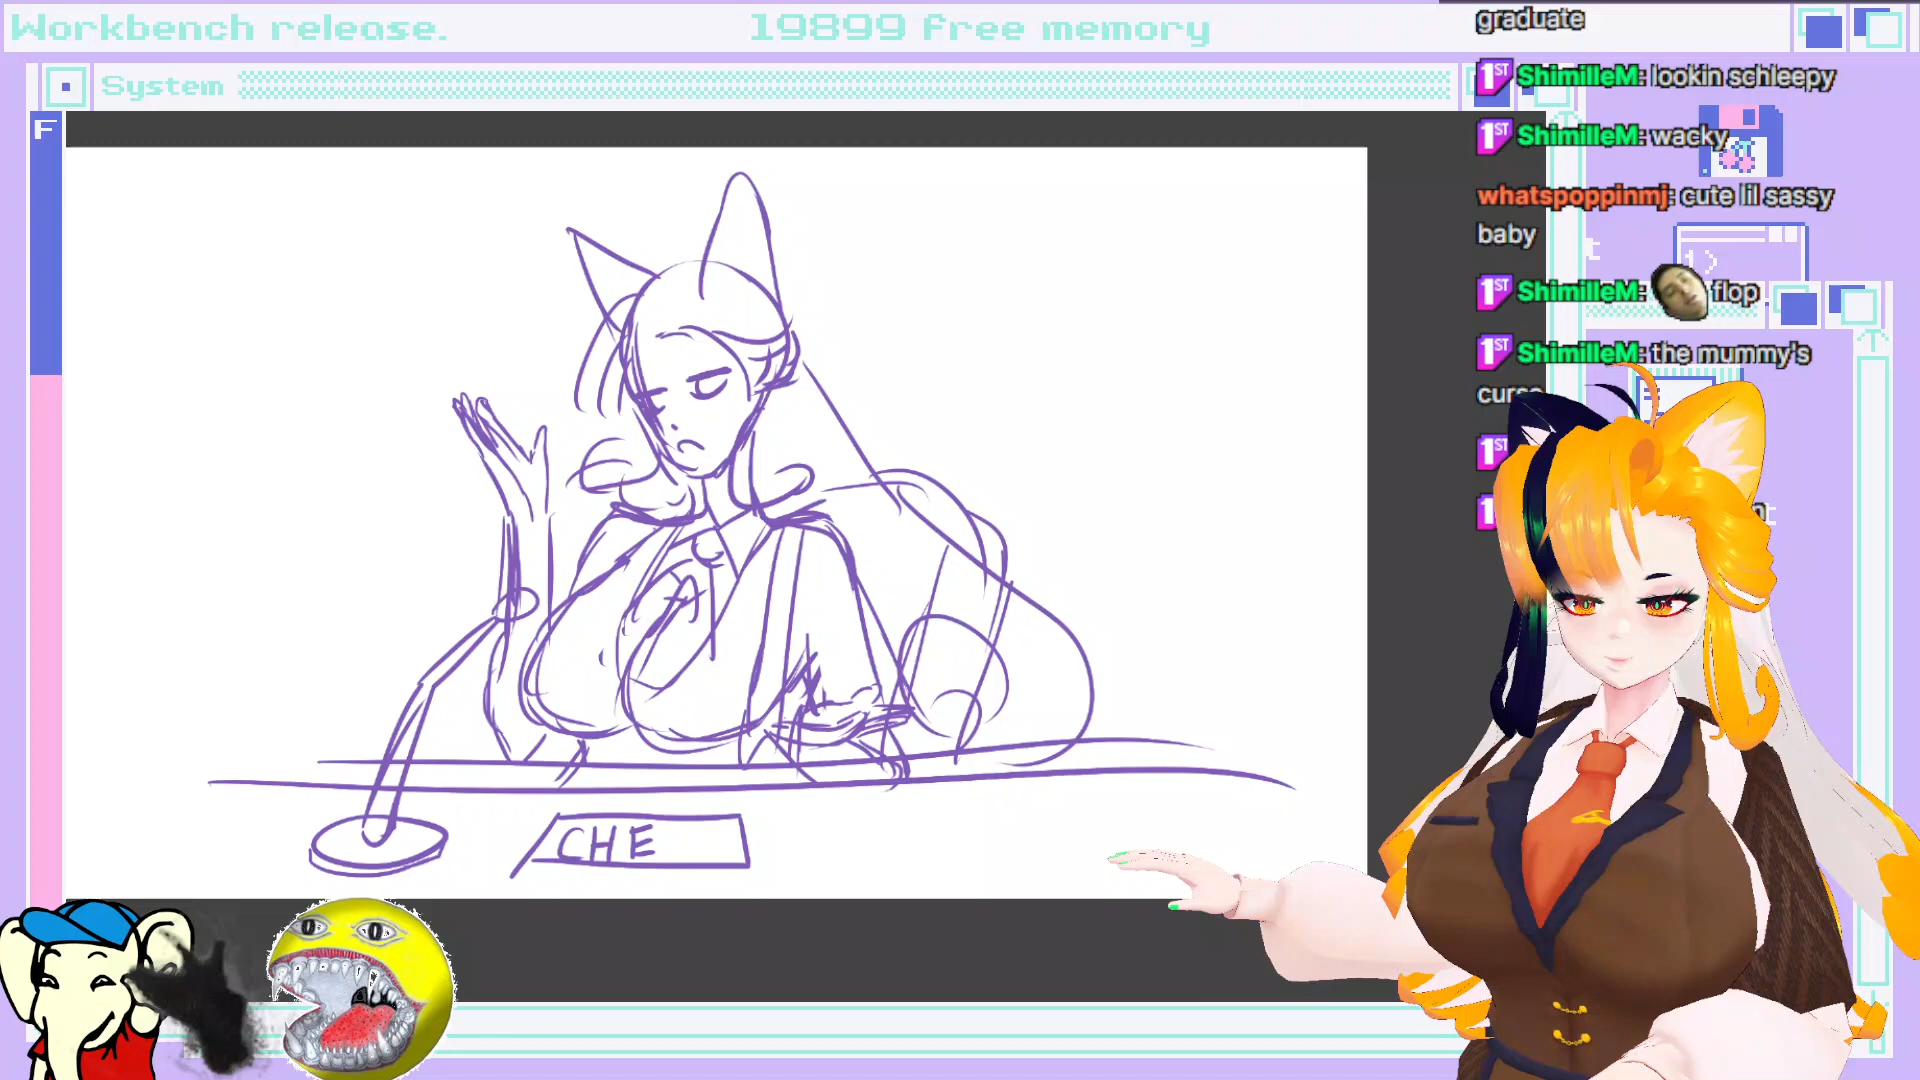 Workbench release.
19899 free memory
System
F
graduate
1ST ShimilleM: lookin schleepy
1ST ShimilleM: wacky
whatspoppinmj: cute lil sassy
baby
1ST ShimilleM: flop
1ST ShimilleM: the mummy's
curse
1ST
CHE